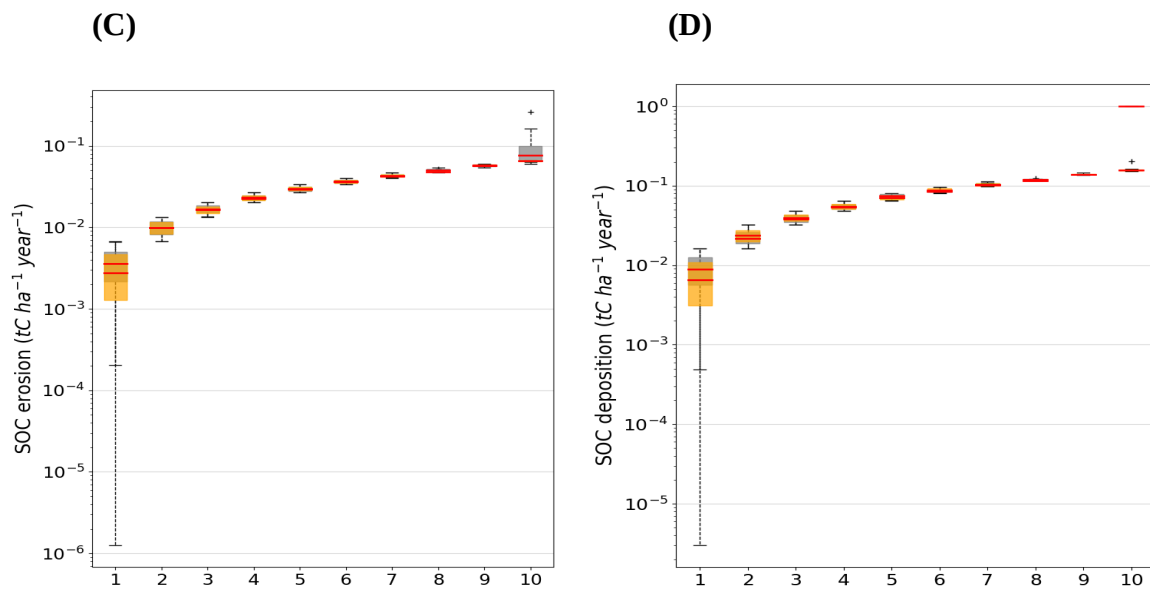 (C)
SOC erosion (tC ha⁻¹ year⁻¹)
10⁻¹
10⁻²
10⁻³
10⁻⁴
10⁻⁵
10⁻⁶
1 2 3 4 5 6 7 8 9 10
(D)
SOC deposition (tC ha⁻¹ year⁻¹)
10⁰
10⁻¹
10⁻²
10⁻³
10⁻⁴
10⁻⁵
1 2 3 4 5 6 7 8 9 10